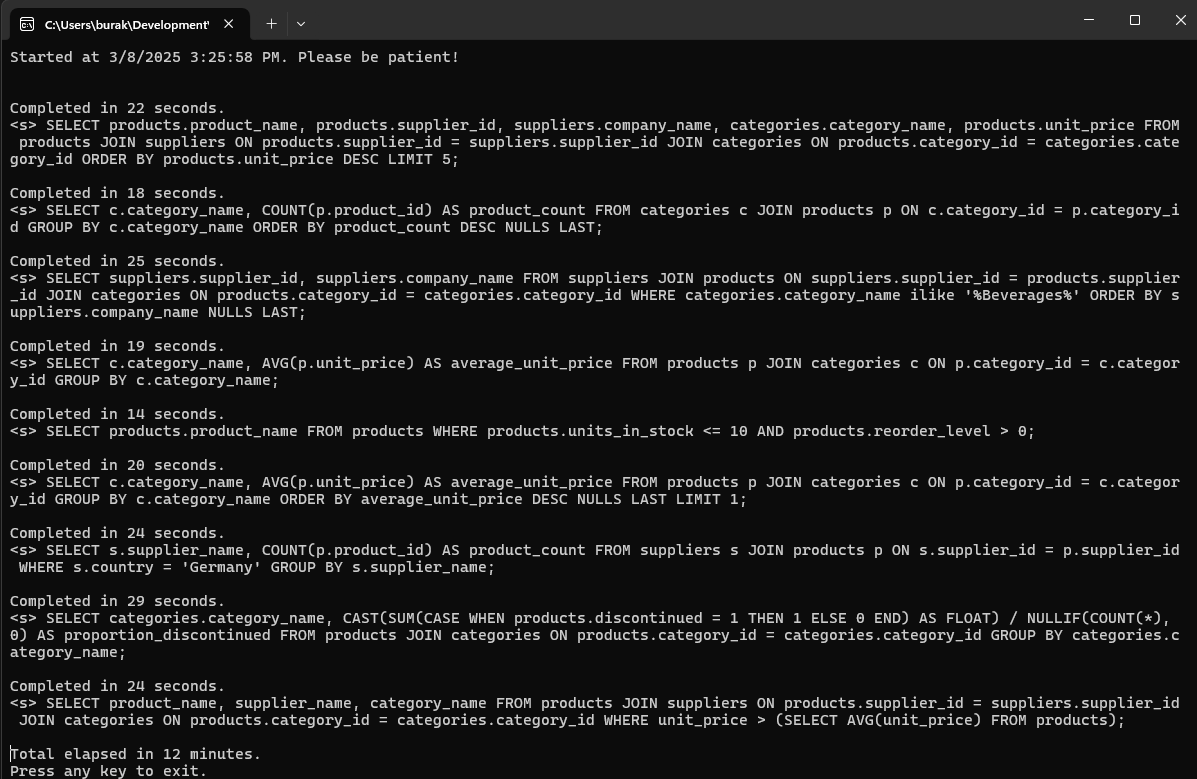 C:\Users\burak\Development\
Started at 3/8/2025 3:25:58 PM. Please be patient!
Completed in 22 seconds.
<s> SELECT products.product_name, products.supplier_id, suppliers.company_name, categories.category_name, products.unit_price FROM
 products JOIN suppliers ON products.supplier_id = suppliers.supplier_id JOIN categories ON products.category_id = categories.cate
gory_id ORDER BY products.unit_price DESC LIMIT 5;
Completed in 18 seconds.
<s> SELECT c.category_name, COUNT(p.product_id) AS product_count FROM categories c JOIN products p ON c.category_id = p.category_i
d GROUP BY c.category_name ORDER BY product_count DESC NULLS LAST;
Completed in 25 seconds.
<s> SELECT suppliers.supplier_id, suppliers.company_name FROM suppliers JOIN products ON suppliers.supplier_id = products.supplier
_id JOIN categories ON products.category_id = categories.category_id WHERE categories.category_name ilike '%Beverages%' ORDER BY s
uppliers.company_name NULLS LAST;
Completed in 19 seconds.
<s> SELECT c.category_name, AVG(p.unit_price) AS average_unit_price FROM products p JOIN categories c ON p.category_id = c.categor
y_id GROUP BY c.category_name;
Completed in 14 seconds.
<s> SELECT products.product_name FROM products WHERE products.units_in_stock <= 10 AND products.reorder_level > 0;
Completed in 20 seconds.
<s> SELECT c.category_name, AVG(p.unit_price) AS average_unit_price FROM products p JOIN categories c ON p.category_id = c.categor
y_id GROUP BY c.category_name ORDER BY average_unit_price DESC NULLS LAST LIMIT 1;
Completed in 24 seconds.
<s> SELECT s.supplier_name, COUNT(p.product_id) AS product_count FROM suppliers s JOIN products p ON s.supplier_id = p.supplier_id
 WHERE s.country = 'Germany' GROUP BY s.supplier_name;
Completed in 29 seconds.
<s> SELECT categories.category_name, CAST(SUM(CASE WHEN products.discontinued = 1 THEN 1 ELSE 0 END) AS FLOAT) / NULLIF(COUNT(*),
0) AS proportion_discontinued FROM products JOIN categories ON products.category_id = categories.category_id GROUP BY categories.c
ategory_name;
Completed in 24 seconds.
<s> SELECT product_name, supplier_name, category_name FROM products JOIN suppliers ON products.supplier_id = suppliers.supplier_id
 JOIN categories ON products.category_id = categories.category_id WHERE unit_price > (SELECT AVG(unit_price) FROM products);
Total elapsed in 12 minutes.
Press any key to exit.